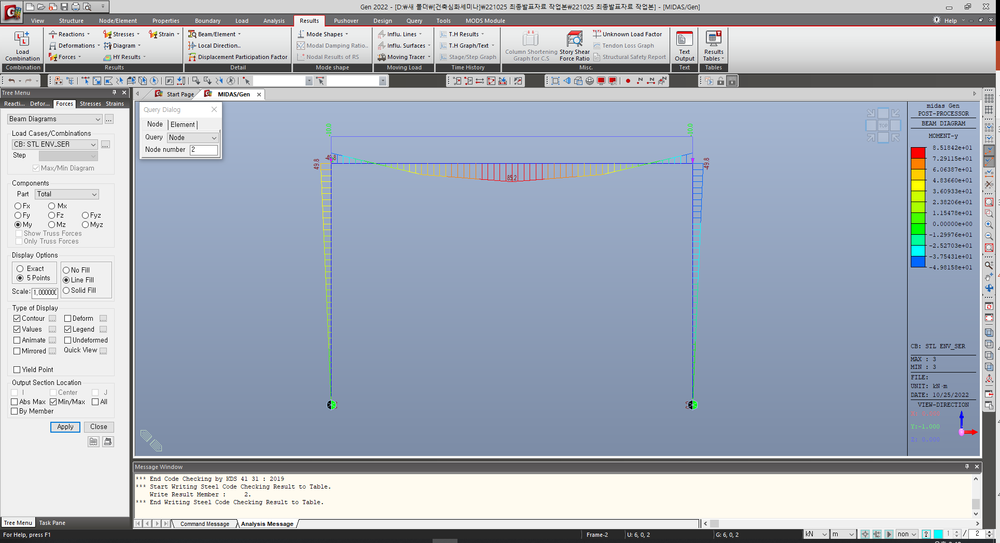 Gen 2022 - [D:₩새 폴더₩[건축심화세미나]₩221025 최종발표자료 작업본₩221025 최종발표자료 작업본] - [MIDAS/Gen]
View Structure Node/Element Properties Boundary Load Analysis Results Pushover Design Query Tools MODS Module Help
Load Combination
Reactions Stresses Strain
Deformations Diagram
Forces HY Results
Beam/Element
Local Direction..
Displacement Participation Factor
Mode Shapes
Modal Damping Ratio..
Nodal Results of RS
Influ. Lines
Influ. Surfaces
Moving Tracer
T.H Results
T.H Graph/Text
Stage/Step Graph
Column Shortening Graph for C.S
Story Shear Force Ratio
Unknown Load Factor
Tendon Loss Graph
Structural Safety Report
Text Output
Results Tables
Combination Results Detail Mode shape Moving Load Time History Misc. Text Tables
Tree Menu
Start Page MIDAS/Gen
Reacti... Defor... Forces Stresses Strains
Beam Diagrams ...
Load Cases/Combinations
CB: STL ENV_SER ...
Step
Max/Min Diagram
Components
Part Total
Fx Mx
Fy Fz Fyz
My Mz Myz
Show Truss Forces
Only Truss Forces
Display Options
Exact
5 Points
No Fill
Line Fill
Solid Fill
Scale: 1,00000C
Type of Display
Contour ... Deform ...
Values ... Legend ...
Animate ... Undeformed
Mirrored ... Quick View ...
Yield Point
Output Section Location
I Center J
Abs Max Min/Max All
By Member
Apply Close
Tree Menu Task Pane
Query Dialog
Node Element
Query Node
Node number 2
-10.0
-10.0
49.8
-49.8
-49.8
85.2
TOP
midas Gen
POST-PROCESSOR
BEAM DIAGRAM
MOMENT-y
8.51842e+01
7.29115e+01
6.06387e+01
4.83660e+01
3.60933e+01
2.38206e+01
1.15478e+01
0.00000e+00
-1.29976e+01
-2.52703e+01
-3.75431e+01
-4.98158e+01
CB: STL ENV_SER
MAX : 3
MIN : 3
FILE:
UNIT: kN·m
DATE: 10/25/2022
VIEW-DIRECTION
X: 0.000
Y:-1.000
Z: 0.000
Message Window
*** End Code Checking by KDS 41 31 : 2019
*** Start Writing Steel Code Checking Result to Table.
Write Result Member : 2.
*** End Writing Steel Code Checking Result to Table.
Command Message Analysis Message
For Help, press F1
Frame-2 U: 6, 0, 2 G: 6, 0, 2 kN m non ? 1 / 2